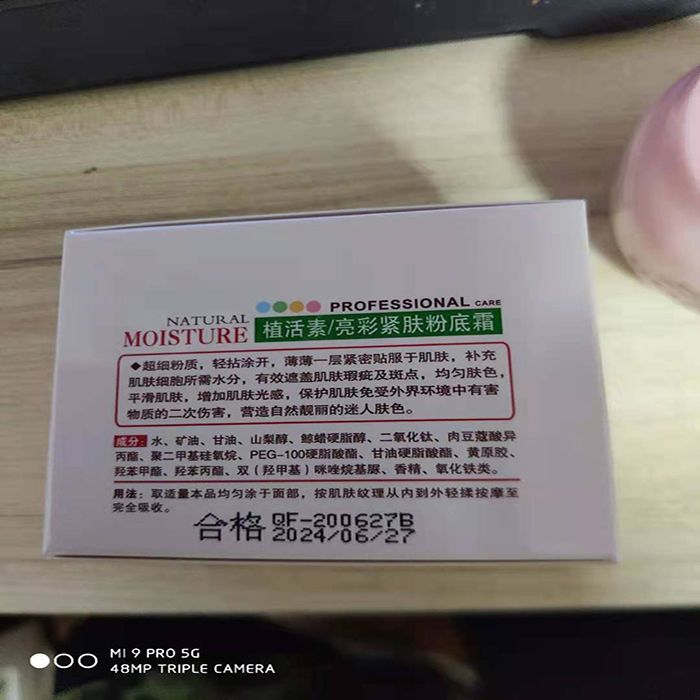 PROFESSIONAL CARE
NATURAL
MOISTURE
植活素/亮彩紧肤粉底霜
◆超细粉质，轻拈涂开，薄薄一层紧密贴服于肌肤，补充
肌肤细胞所需水分，有效遮盖肌肤瑕疵及斑点，均匀肤色，
平滑肌肤，增加肌肤光感，保护肌肤免受外界环境中有害
物质的二次伤害，营造自然靓丽的迷人肤色。
成分：水、矿油、甘油、山梨醇、鲸蜡硬脂醇、二氧化钛、肉豆蔻酸异
丙酯、聚二甲基硅氧烷、PEG-100硬脂酸酯、甘油硬脂酸酯、黄原胶、
羟苯甲酯、羟苯丙酯、双（羟甲基）咪唑烷基脲、香精、氧化铁类。
用法：取适量本品均匀涂于面部，按肌肤纹理从内到外轻揉按摩至
完全吸收。
合格 QF-200627B
2024/06/27
MI 9 PRO 5G
48MP TRIPLE CAMERA